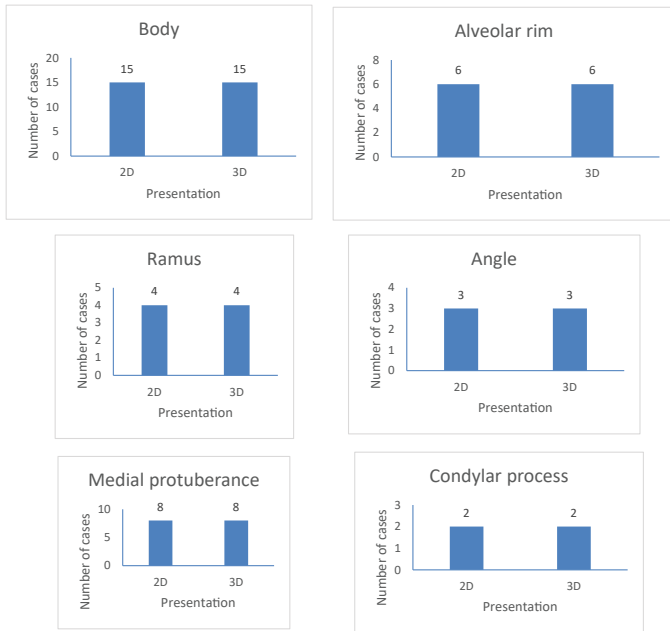 Body
Number of cases
20
15
10
5
0
15 15
2D 3D
Presentation
Alveolar rim
Number of cases
8
6
4
2
0
6 6
2D 3D
Presentation
Ramus
Number of cases
5
4
3
2
1
0
4 4
2D 3D
Presentation
Angle
Number of cases
4
3
2
1
0
3 3
2D 3D
Presentation
Medial protuberance
Number of cases
10
5
0
8 8
2D 3D
Presentation
Condylar process
Number of cases
3
2
1
0
2 2
2D 3D
Presentation